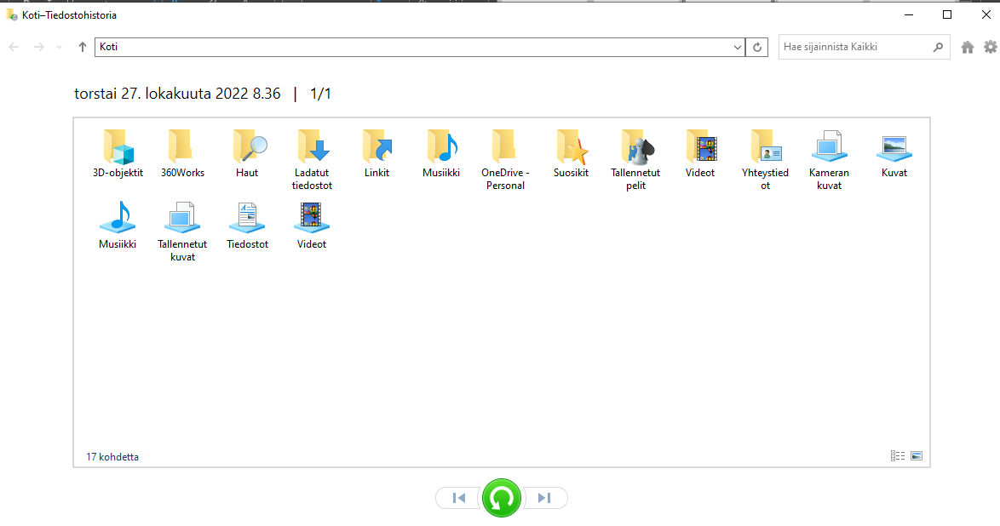 Koti–Tiedostohistoria
Koti
Hae sijainnista Kaikki
torstai 27. lokakuuta 2022 8.36 | 1/1
3D-objektit
360Works
Haut
Ladatut
tiedostot
Linkit
Musiikki
OneDrive -
Personal
Suosikit
Tallennetut
pelit
Videot
Yhteystied
ot
Kameran
kuvat
Kuvat
Musiikki
Tallennetut
kuvat
Tiedostot
Videot
17 kohdetta